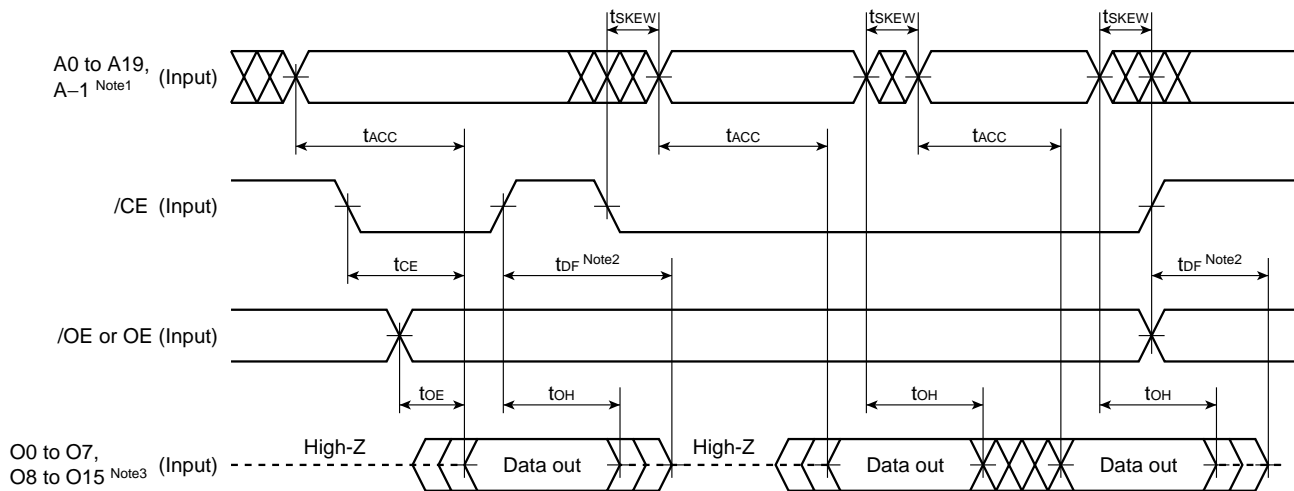 tSKEW tSKEW tSKEW
A0 to A19,
A−1 Note1 (Input)
tACC tACC tACC
/CE (Input)
tCE tDF Note2 tDF Note2
/OE or OE (Input)
tOE tOH tOH tOH
O0 to O7,
O8 to O15 Note3 (Input)
High-Z Data out High-Z Data out Data out